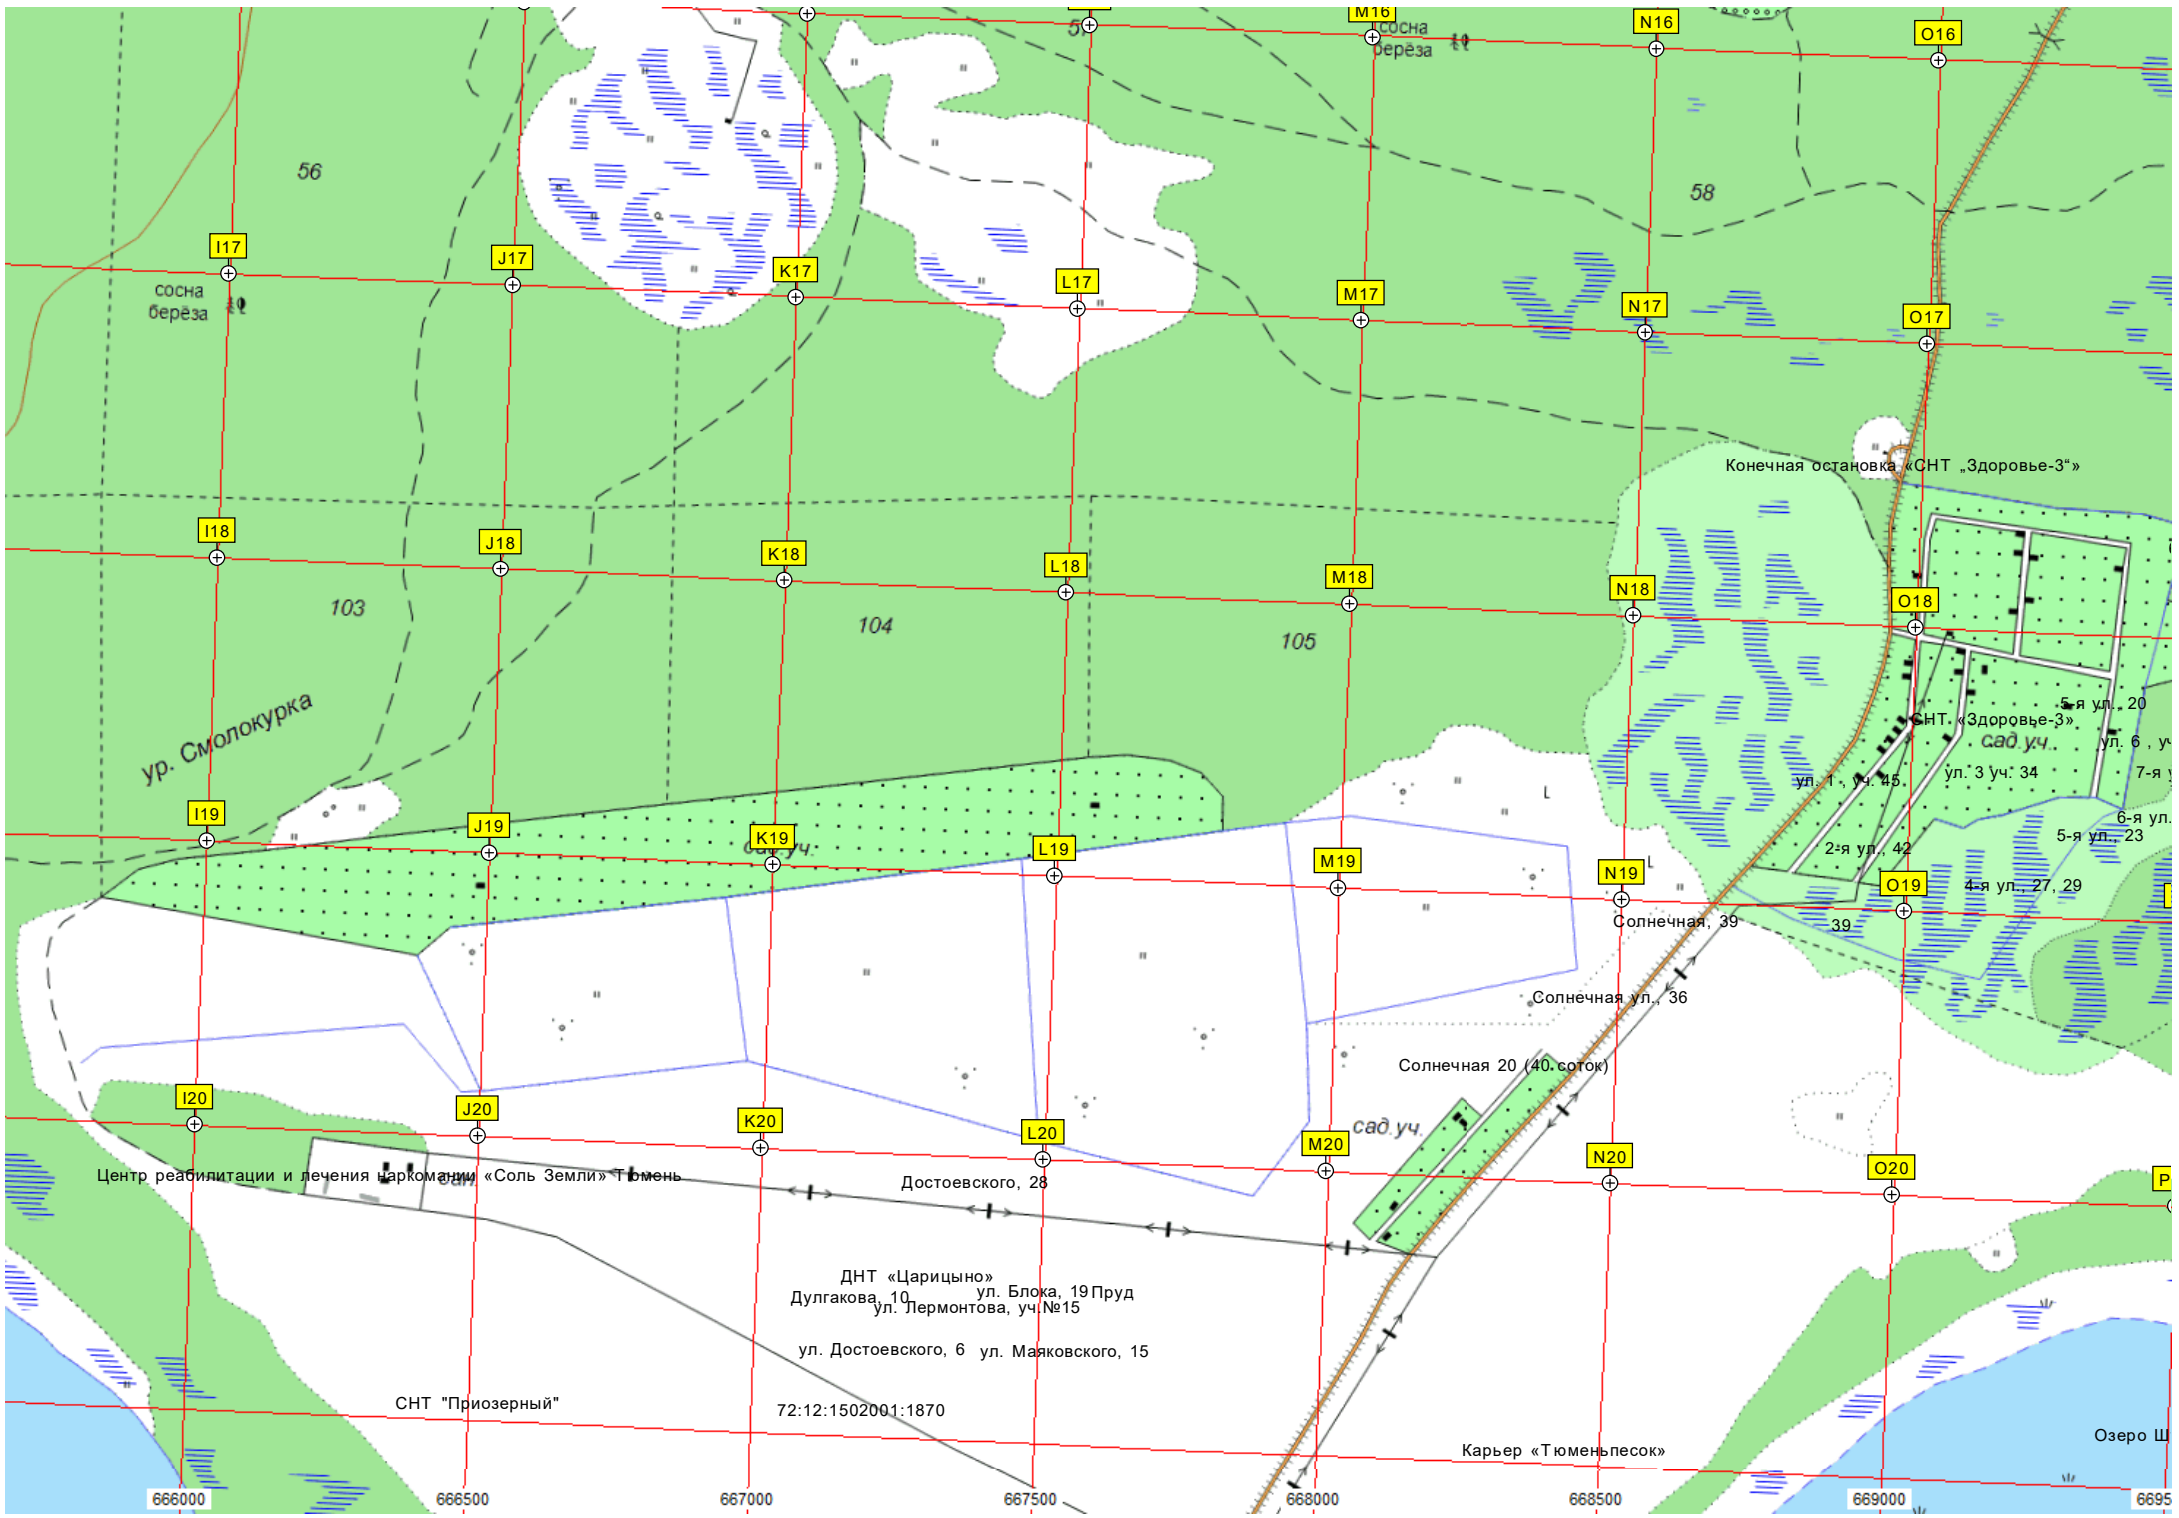 M16
N16
O16
сосна
берёза
56
58
I17
J17
K17
L17
M17
N17
O17
сосна
берёза
Конечная остановка «СНТ „Здоровье-3“»
I18
J18
K18
L18
M18
N18
O18
103
104
105
ур. Смолокурка
5-я ул., 20
СНТ «Здоровье-3»
сад.уч.
ул. 6 , уч
ул. 1 , уч. 45
ул. 3 уч. 34
7-я у
6-я ул.
5-я ул., 23
2-я ул., 42
I19
J19
K19
L19
M19
N19
O19
сад.уч.
4-я ул., 27, 29
Солнечная, 39
39
Солнечная ул., 36
Солнечная 20 (40 соток)
сад.уч.
I20
J20
K20
L20
M20
N20
O20
P
Центр реабилитации и лечения наркомании «Соль Земли» Тюмень
сан.
Достоевского, 28
ДНТ «Царицыно»
Дулгакова, 10
ул. Блока, 19
Пруд
ул. Лермонтова, уч.№15
ул. Достоевского, 6
ул. Маяковского, 15
СНТ "Приозерный"
72:12:1502001:1870
Карьер «Тюменьпесок»
Озеро Ш
666000
666500
667000
667500
668000
668500
669000
6695